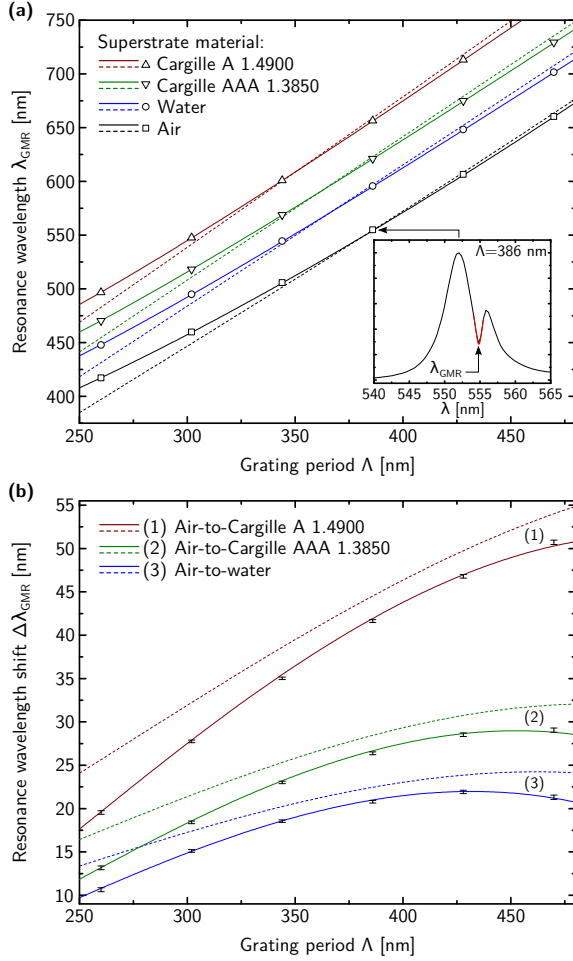 (a)
750
700
650
600
550
500
450
400
Resonance wavelength λGMR [nm]
Superstrate material:
Cargille A 1.4900
Cargille AAA 1.3850
Water
Air
Λ=386 nm
λGMR
540 545 550 555 560 565
λ [nm]
250 300 350 400 450
Grating period Λ [nm]
(b)
55
50
45
40
35
30
25
20
15
10
Resonance wavelength shift ΔλGMR [nm]
(1) Air-to-Cargille A 1.4900
(2) Air-to-Cargille AAA 1.3850
(3) Air-to-water
(1)
(2)
(3)
250 300 350 400 450
Grating period Λ [nm]